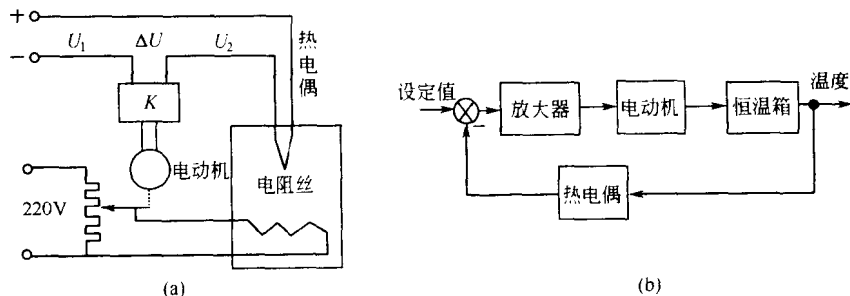 +
U₁ ΔU U₂
−
热电偶
K
电动机
电阻丝
220V
(a)
设定值
放大器
电动机
恒温箱
温度
−
热电偶
(b)